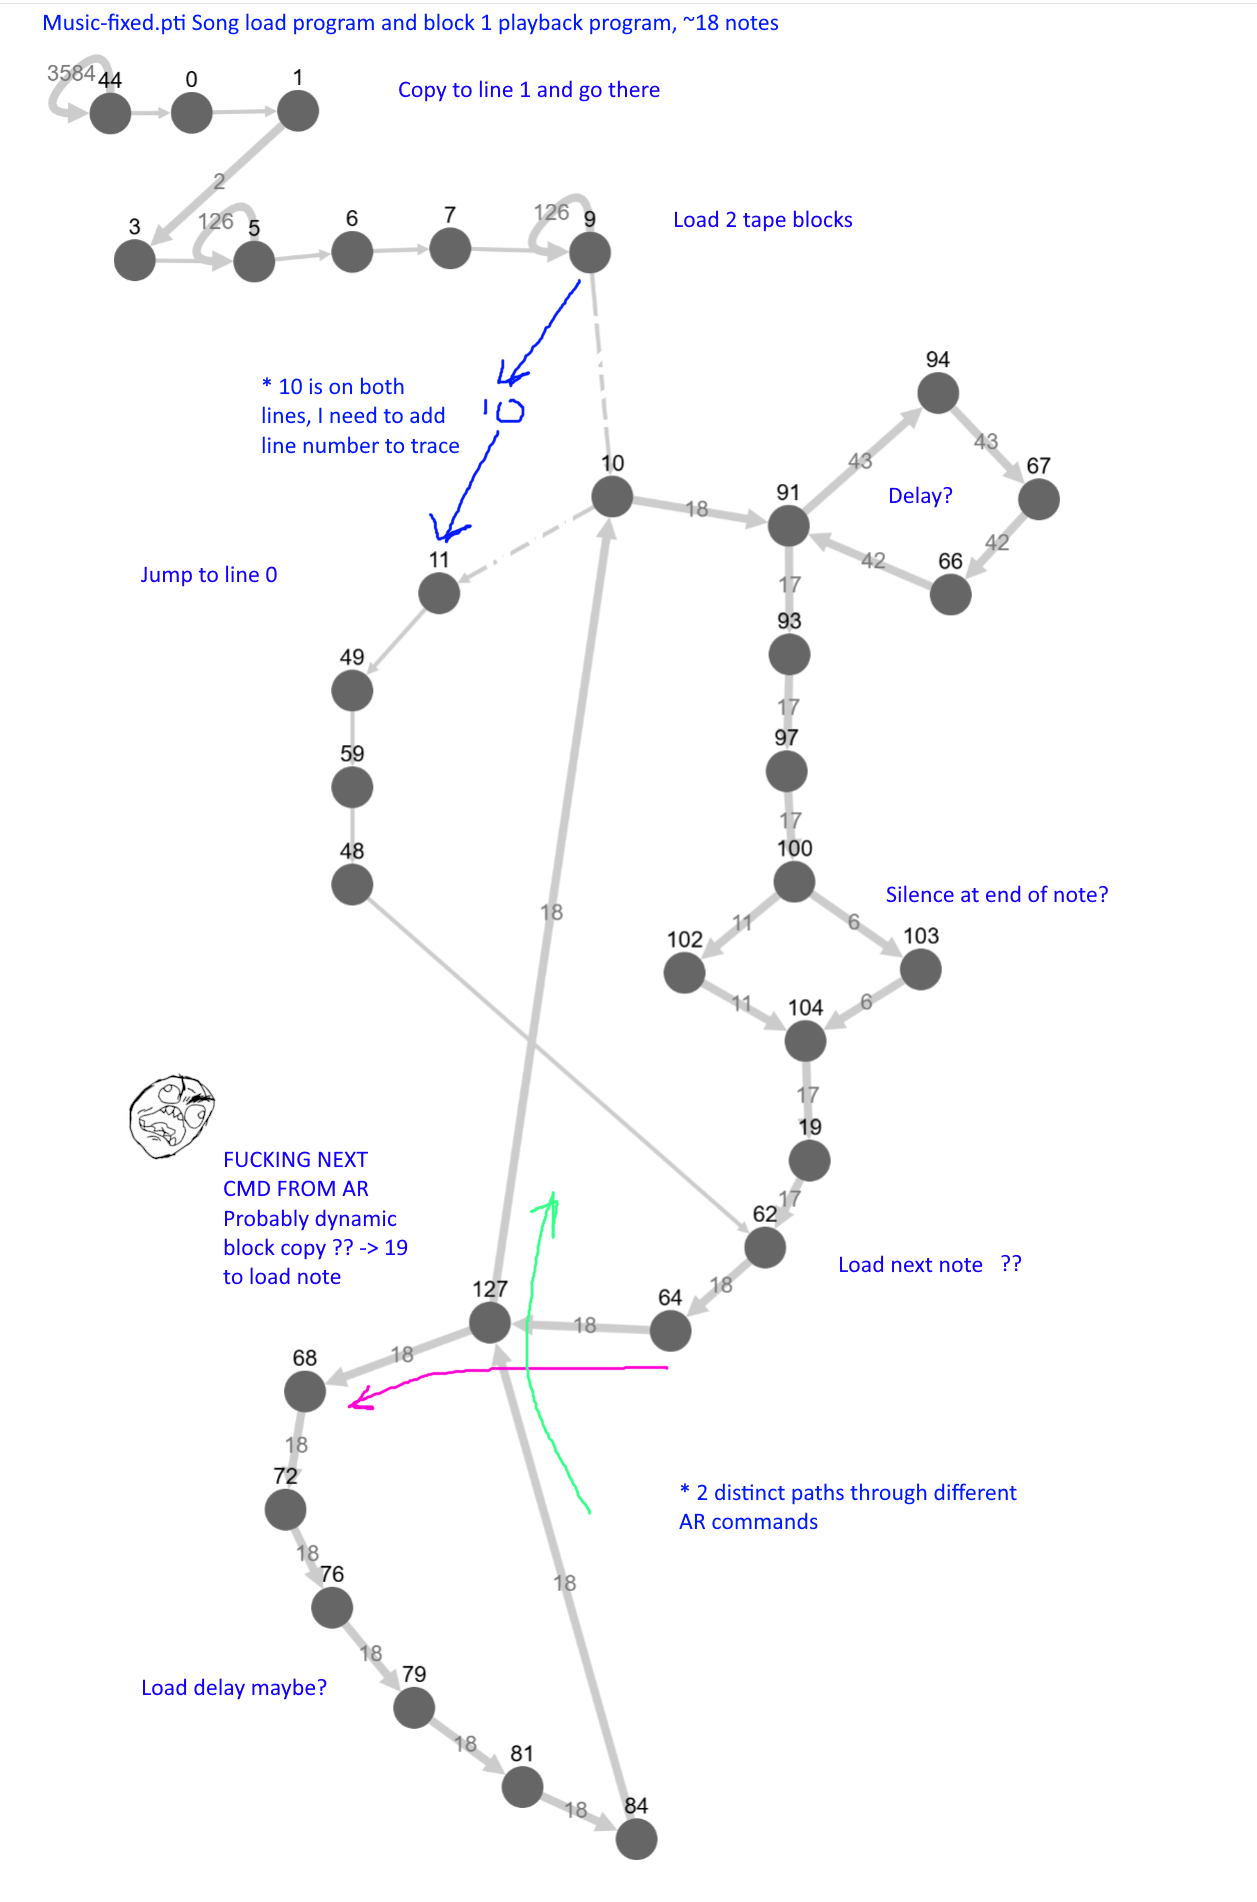 Music-fixed.pti Song load program and block 1 playback program, ~18 notes
3584 44 0 1
Copy to line 1 and go there
2
3 126 5 6 7 126 9
Load 2 tape blocks
94
* 10 is on both
lines, I need to add
line number to trace
10
43 43
10 18 91 67
Delay?
42 42
66
11
Jump to line 0
17
93
49
17
97
59
17
100
48
Silence at end of note?
11 6
102 103
18
11 6
104
17
19
FUCKING NEXT
CMD FROM AR
Probably dynamic
block copy ?? -> 19
to load note
17
62
Load next note ??
18
127 64
18
18
68
18
72
* 2 distinct paths through different
AR commands
18
76
18
18
79
Load delay maybe?
18
81
18 84